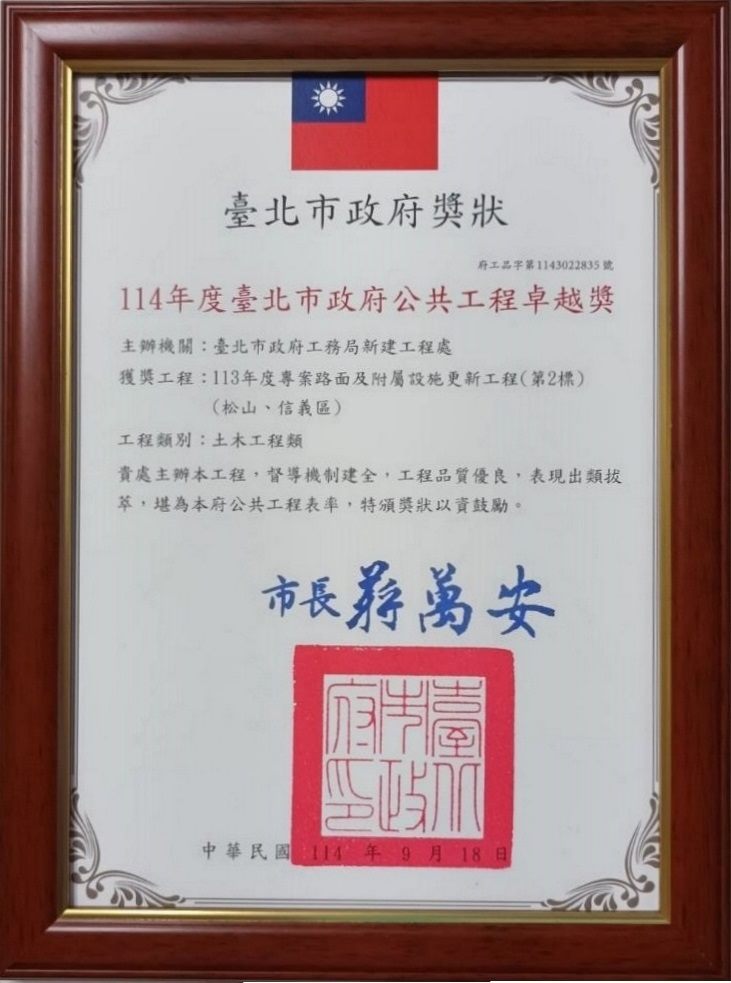 臺北市政府獎狀
府工品字第1143022835號
114年度臺北市政府公共工程卓越獎
主辦機關：臺北市政府工務局新建工程處
獲獎工程：113年度專案路面及附屬設施更新工程(第2標)
(松山、信義區)
工程類別：土木工程類
貴處主辦本工程，督導機制建全，工程品質優良，表現出類拔
萃，堪為本府公共工程表率，特頒獎狀以資鼓勵。
市長蔣萬安
臺北市政府印
中華民國 114 年 9 月 18 日